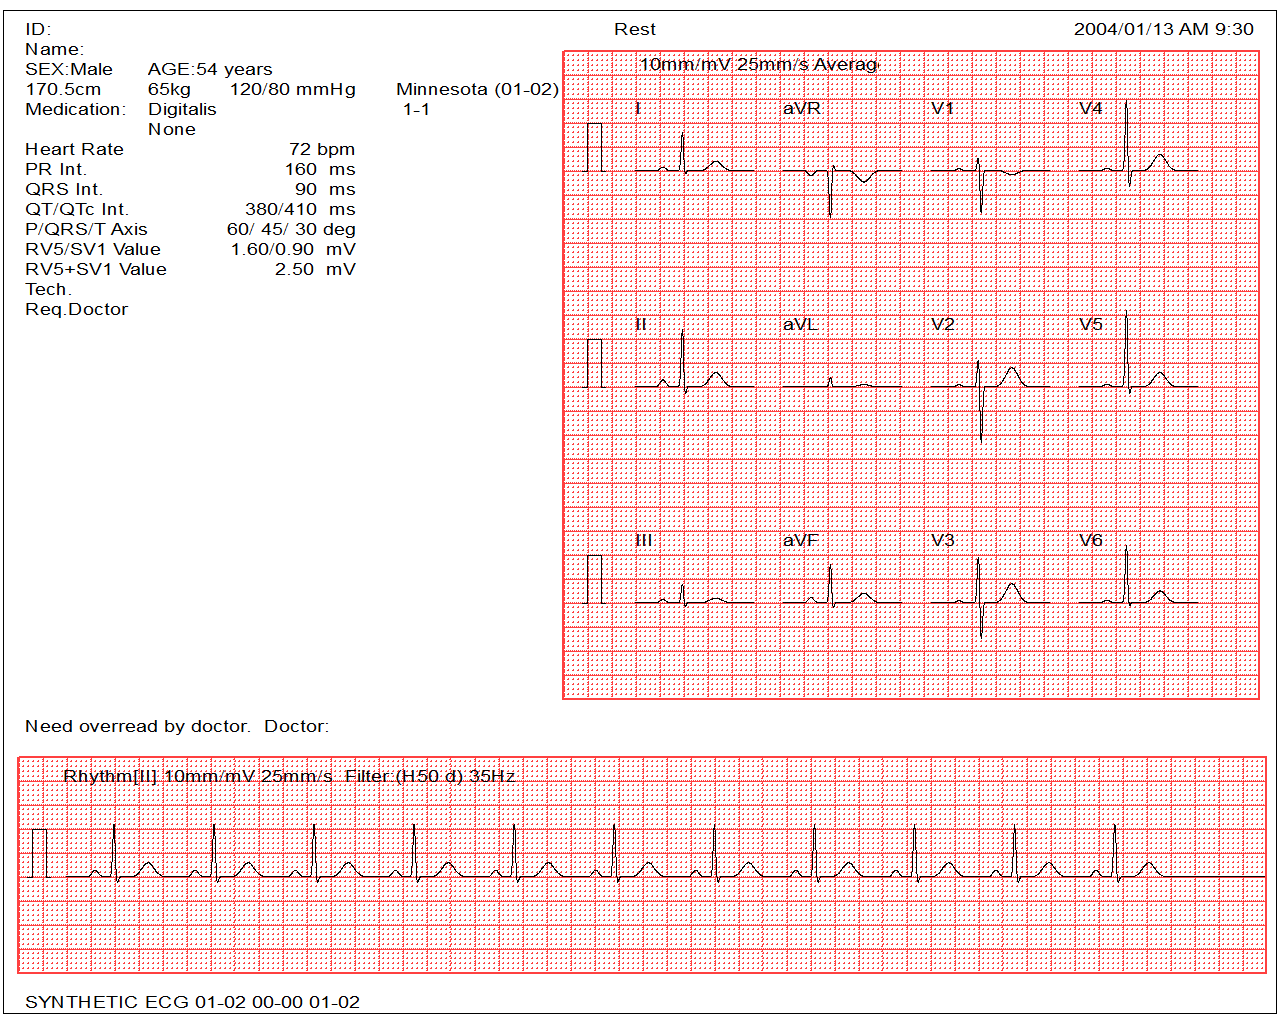 ID:
Rest
2004/01/13 AM 9:30
Name:
SEX:Male AGE:54 years
170.5cm 65kg 120/80 mmHg Minnesota (01-02)
Medication: Digitalis 1-1
None
Heart Rate 72 bpm
PR Int. 160 ms
QRS Int. 90 ms
QT/QTc Int. 380/410 ms
P/QRS/T Axis 60/ 45/ 30 deg
RV5/SV1 Value 1.60/0.90 mV
RV5+SV1 Value 2.50 mV
Tech.
Req.Doctor
10mm/mV 25mm/s Averag
I aVR V1 V4
II aVL V2 V5
III aVF V3 V6
Need overread by doctor. Doctor:
Rhythm[II] 10mm/mV 25mm/s Filter:(H50 d) 35Hz
SYNTHETIC ECG 01-02 00-00 01-02